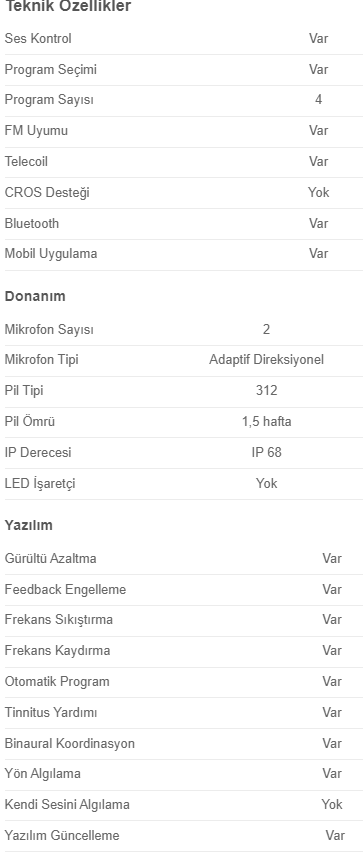 Teknik Özellikler
Ses Kontrol Var
Program Seçimi Var
Program Sayısı 4
FM Uyumu Var
Telecoil Var
CROS Desteği Yok
Bluetooth Var
Mobil Uygulama Var
Donanım
Mikrofon Sayısı 2
Mikrofon Tipi Adaptif Direksiyonel
Pil Tipi 312
Pil Ömrü 1,5 hafta
IP Derecesi IP 68
LED İşaretçi Yok
Yazılım
Gürültü Azaltma Var
Feedback Engelleme Var
Frekans Sıkıştırma Var
Frekans Kaydırma Var
Otomatik Program Var
Tinnitus Yardımı Var
Binaural Koordinasyon Var
Yön Algılama Var
Kendi Sesini Algılama Yok
Yazılım Güncelleme Var